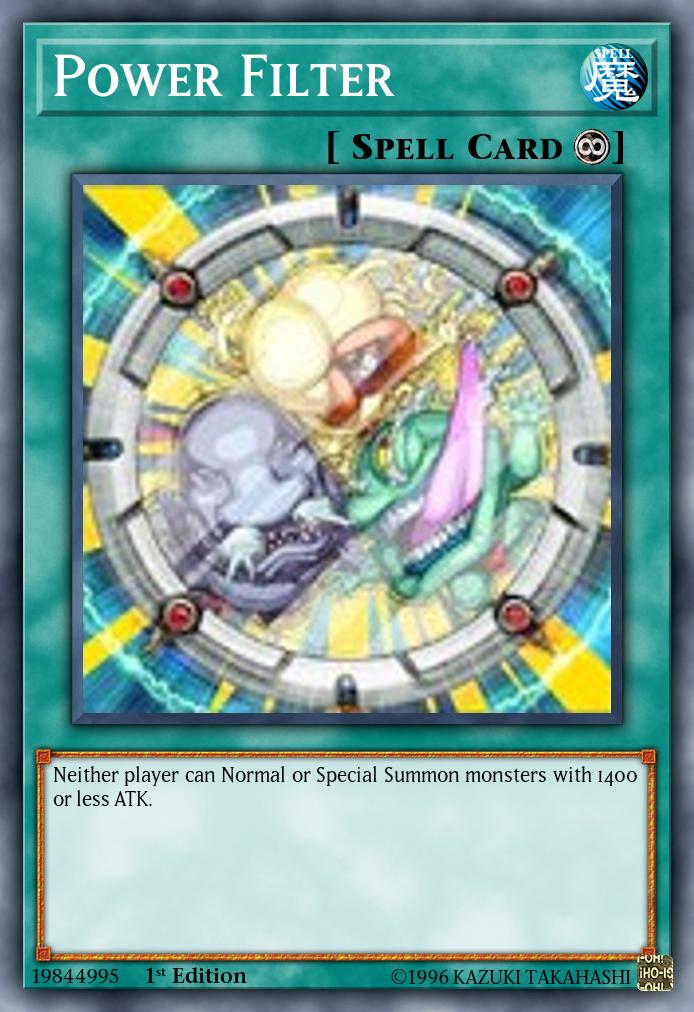 Power Filter
SPELL
魔
[ Spell Card ]
Neither player can Normal or Special Summon monsters with 1400
or less ATK.
19844995 1st Edition ©1996 KAZUKI TAKAHASHI